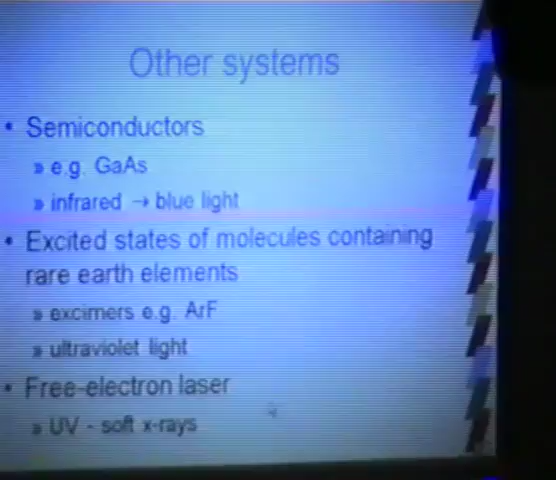 Other systems
• Semiconductors
» e.g. GaAs
» infrared → blue light
• Excited states of molecules containing
rare earth elements
» excimers e.g. ArF
» ultraviolet light
• Free-electron laser
» UV - soft x-rays